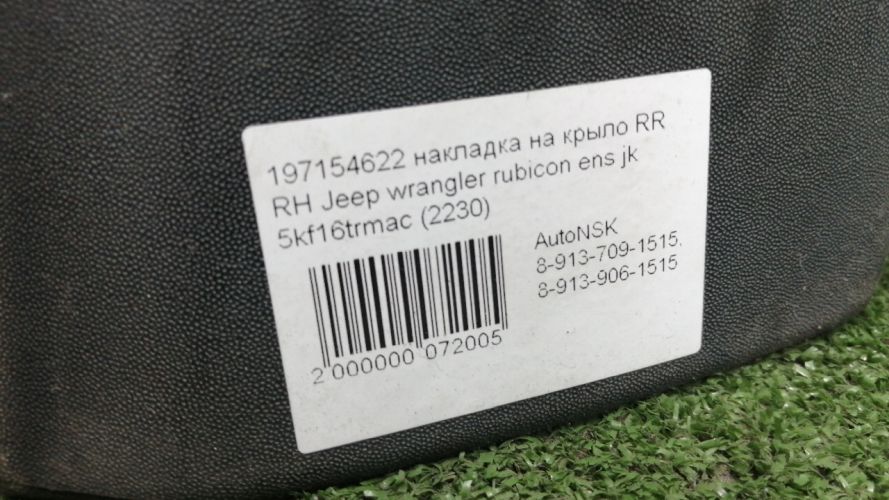 197154622 накладка на крыло RR
RH Jeep wrangler rubicon ens jk
5kf16trmac (2230)
AutoNSK
8-913-709-1515,
8-913-906-1515
2 000000 072005